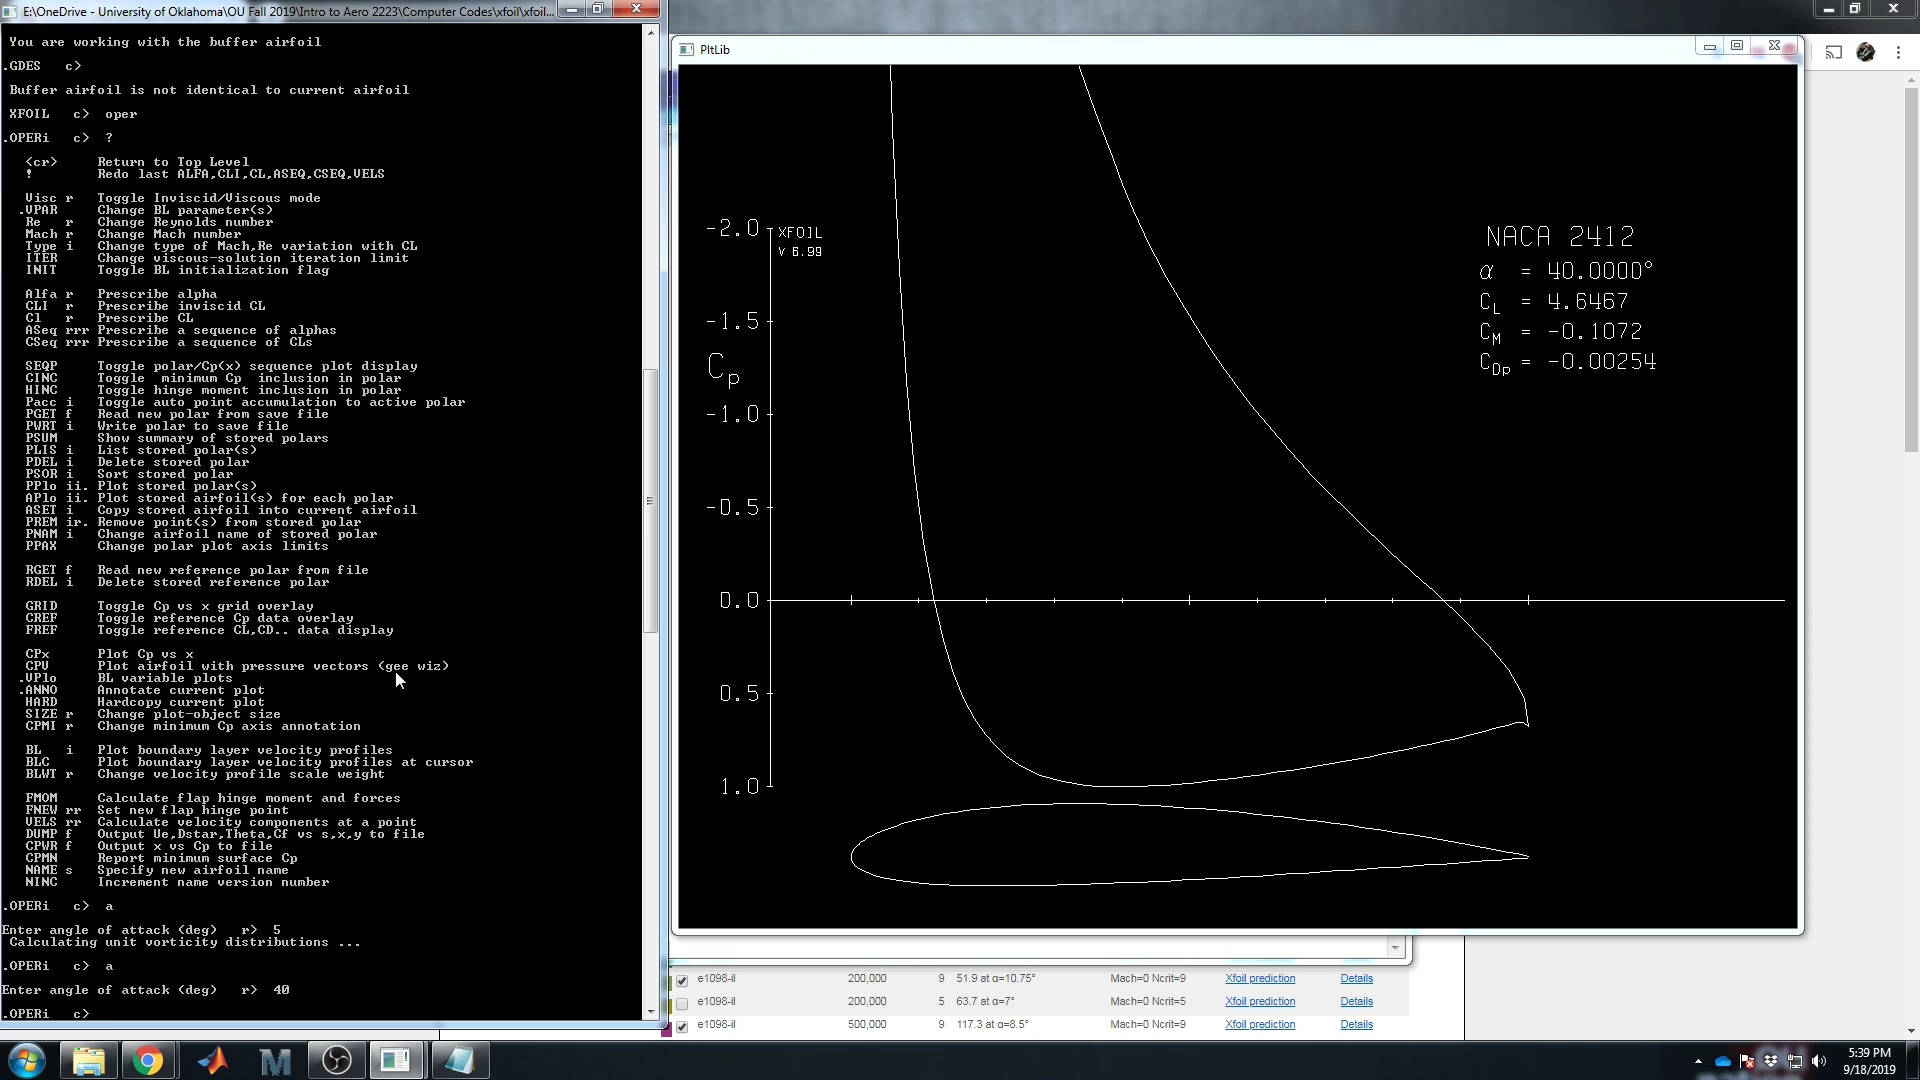 E:\OneDrive - University of Oklahoma\OU Fall 2019\Intro to Aero 2223\Computer Codes\xfoil\xfoil...
You are working with the buffer airfoil
.GDES   c>
Buffer airfoil is not identical to current airfoil
XFOIL   c>  oper
.OPERi   c>  ?
<cr>     Return to Top Level
!        Redo last ALFA,CLI,CL,ASEQ,CSEQ,VELS
Visc r   Toggle Inviscid/Viscous mode
.VPAR     Change BL parameter(s)
Re   r   Change Reynolds number
Mach r   Change Mach number
Type i   Change type of Mach,Re variation with CL
ITER     Change viscous-solution iteration limit
INIT     Toggle BL initialization flag
Alfa r   Prescribe alpha
CLI  r   Prescribe inviscid CL
Cl   r   Prescribe CL
ASeq rrr Prescribe a sequence of alphas
CSeq rrr Prescribe a sequence of CLs
SEQP     Toggle polar/Cp(x) sequence plot display
CINC     Toggle  minimum Cp  inclusion in polar
HINC     Toggle hinge moment inclusion in polar
Pacc i   Toggle auto point accumulation to active polar
PGET f   Read new polar from save file
PWRT i   Write polar to save file
PSUM     Show summary of stored polars
PLIS i   List stored polar(s)
PDEL i   Delete stored polar
PSOR i   Sort stored polar
PPlo ii. Plot stored polar(s)
APlo ii. Plot stored airfoil(s) for each polar
ASET i   Copy stored airfoil into current airfoil
PREM ir. Remove point(s) from stored polar
PNAM i   Change airfoil name of stored polar
PPAX     Change polar plot axis limits
RGET f   Read new reference polar from file
RDEL i   Delete stored reference polar
GRID     Toggle Cp vs x grid overlay
CREF     Toggle reference Cp data overlay
FREF     Toggle reference CL,CD.. data display
CPx      Plot Cp vs x
CPV      Plot airfoil with pressure vectors (gee wiz)
.VPlo     BL variable plots
.ANNO     Annotate current plot
HARD     Hardcopy current plot
SIZE r   Change plot-object size
CPMI r   Change minimum Cp axis annotation
BL   i   Plot boundary layer velocity profiles
BLC      Plot boundary layer velocity profiles at cursor
BLWT r   Change velocity profile scale weight
FMOM     Calculate flap hinge moment and forces
FNEW rr  Set new flap hinge point
VELS rr  Calculate velocity components at a point
DUMP f   Output Ue,Dstar,Theta,Cf vs s,x,y to file
CPWR f   Output x vs Cp to file
CPMN     Report minimum surface Cp
NAME s   Specify new airfoil name
NINC     Increment name version number
.OPERi   c>  a
Enter angle of attack (deg)   r>  5
Calculating unit vorticity distributions ...
.OPERi   c>  a
Enter angle of attack (deg)   r>  40
.OPERi   c>
PltLib
-2.0
XFOIL
V 6.99
-1.5
Cp
-1.0
-0.5
0.0
0.5
1.0
NACA 2412
α = 40.0000°
CL = 4.6467
CM = -0.1072
CDp = -0.00254
e1098-il 200,000 9 51.9 at α=10.75° Mach=0 Ncrit=9 Xfoil prediction Details
e1098-il 200,000 5 63.7 at α=7° Mach=0 Ncrit=5 Xfoil prediction Details
e1098-il 500,000 9 117.3 at α=8.5° Mach=0 Ncrit=9 Xfoil prediction Details
5:39 PM
9/18/2019